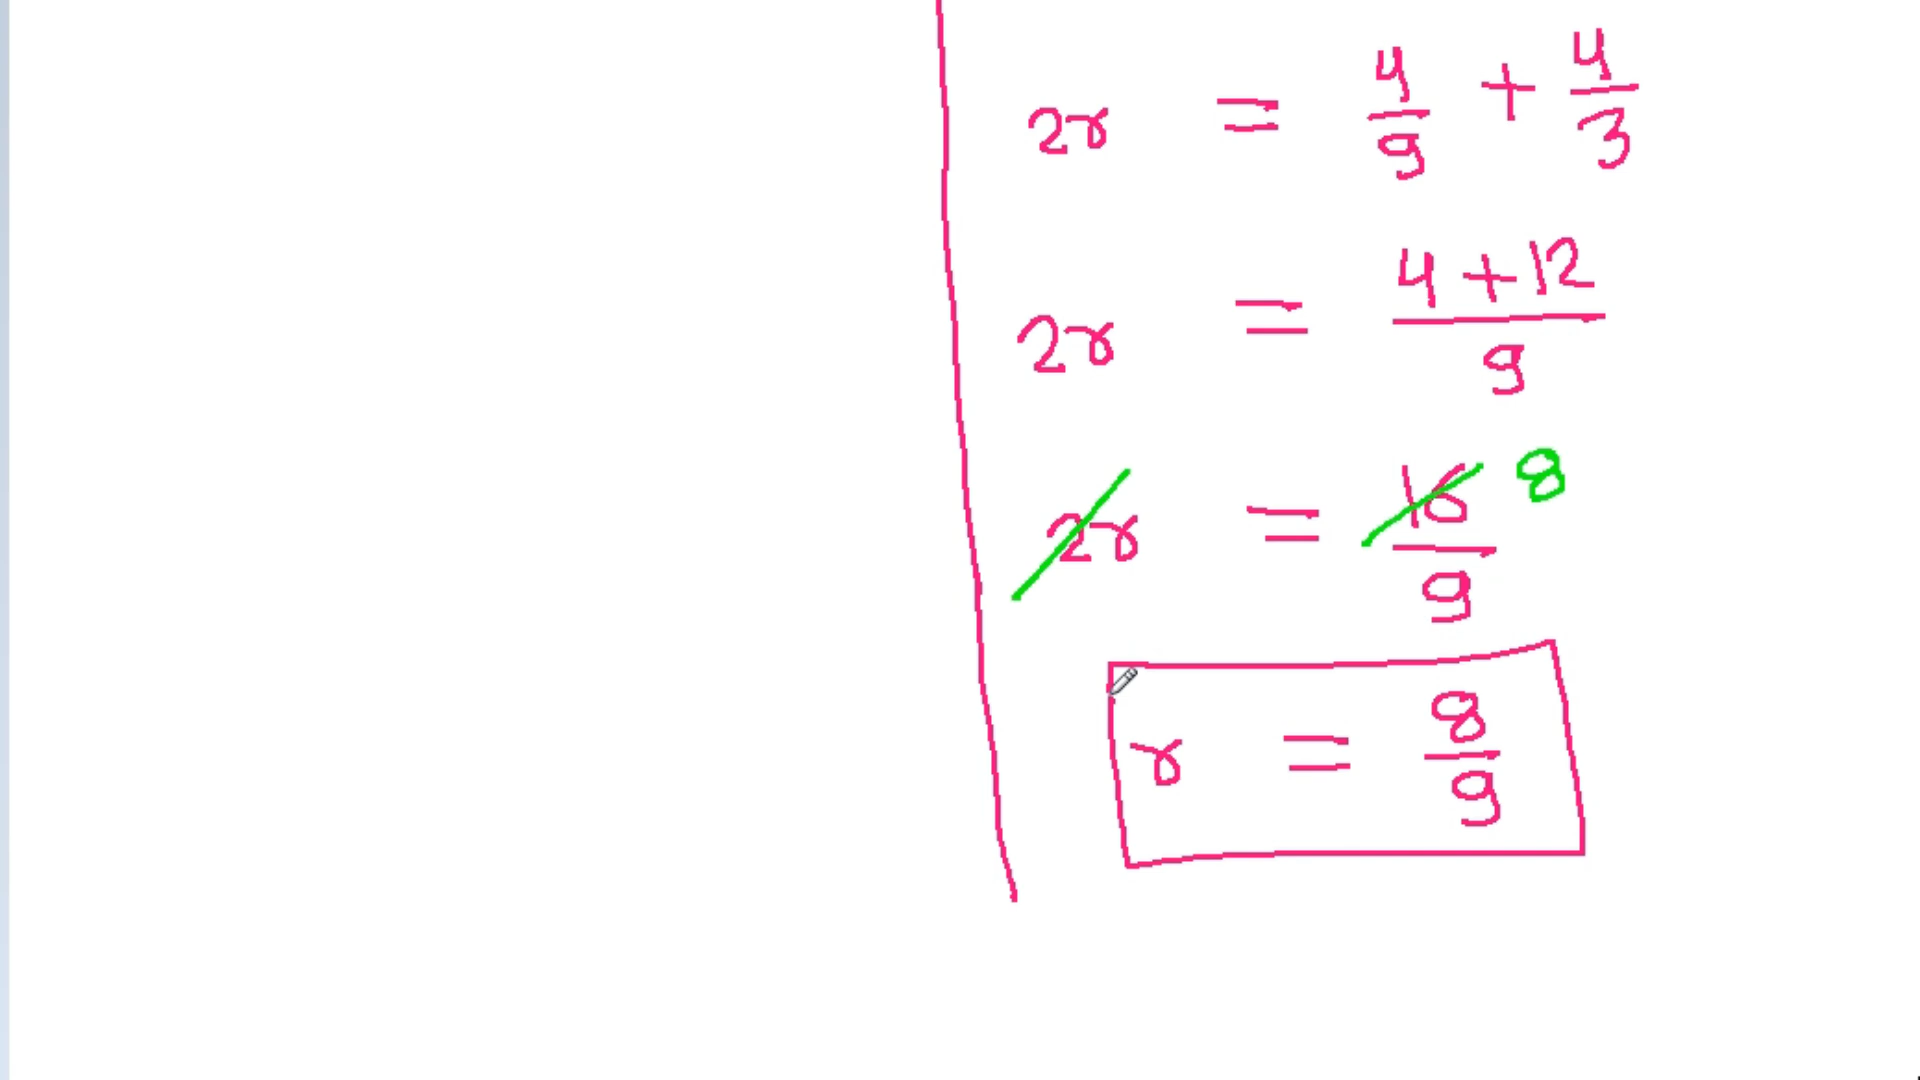 2r = 4/9 + 4/3
2r = (4 + 12)/9
2r = 16/9 8
r = 8/9